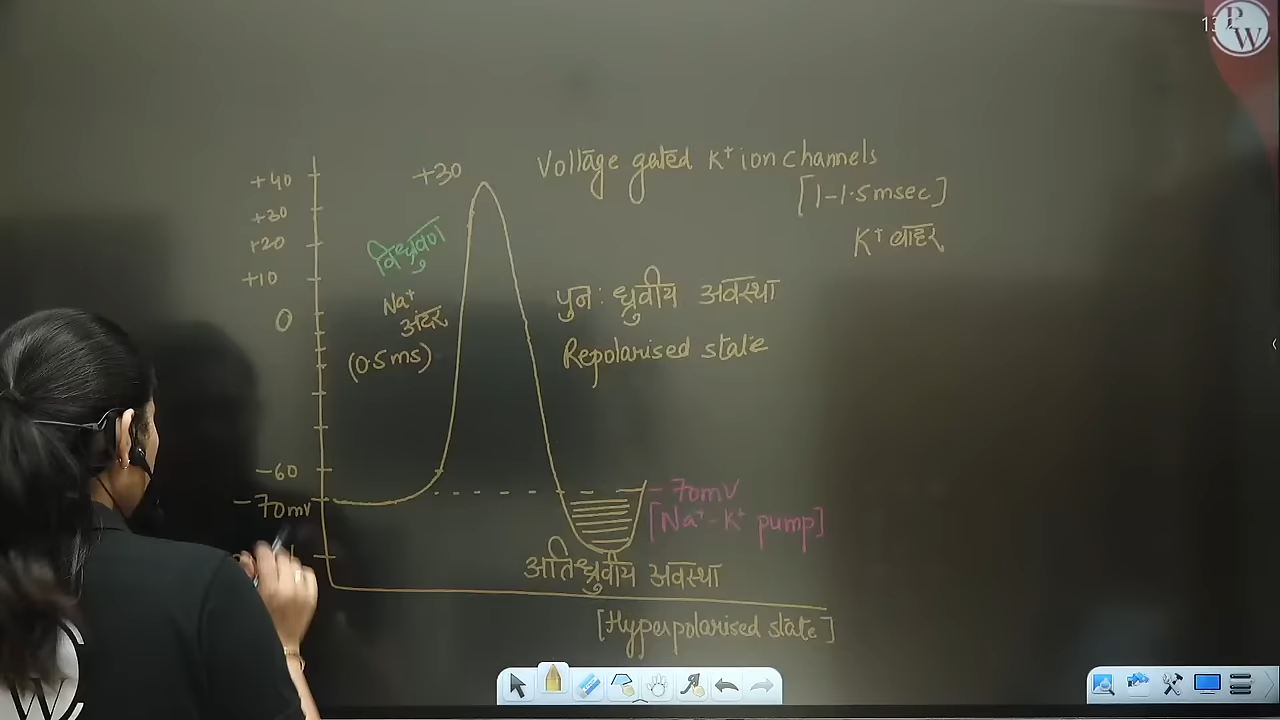 PW
Voltage gated K⁺ ion channels
[1-1.5msec]
K⁺ बाहर
+40
+30
+20
+10
0
-60
-70mv
+30
विध्रुवण
Na⁺
अंदर
(0.5ms)
पुन: ध्रुवीय अवस्था
Repolarised state
-70mV
[Na⁺-K⁺ pump]
अतिध्रुवीय अवस्था
[Hyperpolarised state]
W